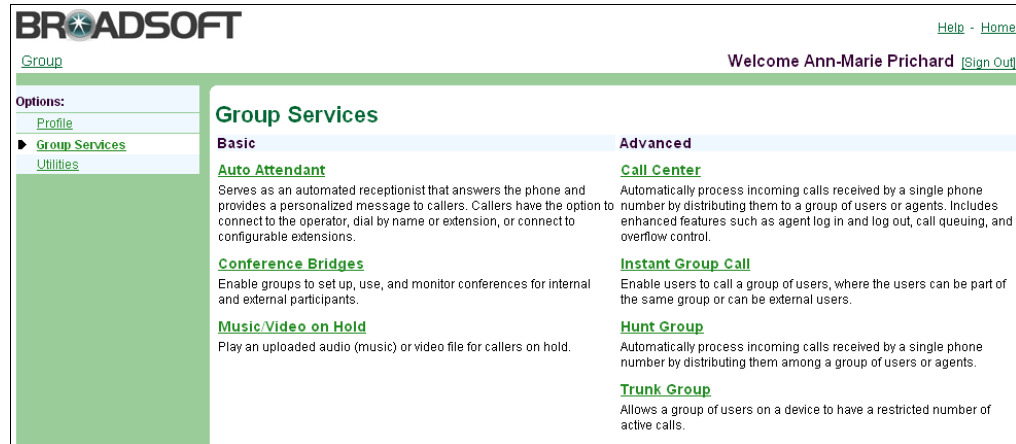 BROADSOFT
Help - Home
Group
Welcome Ann-Marie Prichard [Sign Out]
Options:
Profile
Group Services
Utilities
Group Services
Basic
Auto Attendant
Serves as an automated receptionist that answers the phone and
provides a personalized message to callers. Callers have the option to
connect to the operator, dial by name or extension, or connect to
configurable extensions.
Conference Bridges
Enable groups to set up, use, and monitor conferences for internal
and external participants.
Music/Video on Hold
Play an uploaded audio (music) or video file for callers on hold.
Advanced
Call Center
Automatically process incoming calls received by a single phone
number by distributing them to a group of users or agents. Includes
enhanced features such as agent log in and log out, call queuing, and
overflow control.
Instant Group Call
Enable users to call a group of users, where the users can be part of
the same group or can be external users.
Hunt Group
Automatically process incoming calls received by a single phone
number by distributing them among a group of users or agents.
Trunk Group
Allows a group of users on a device to have a restricted number of
active calls.